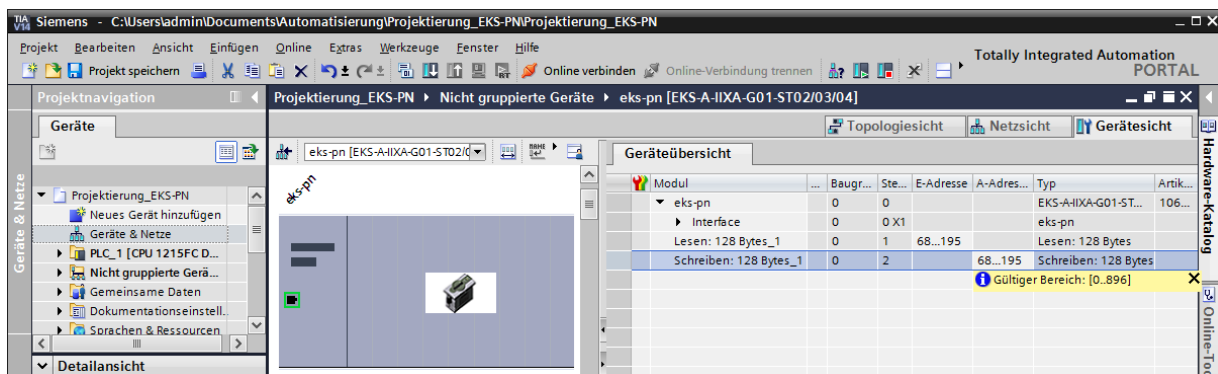 Siemens - C:\Users\admin\Documents\Automatisierung\Projektierung_EKS-PN\Projektierung_EKS-PN
Projekt Bearbeiten Ansicht Einfügen Online Extras Werkzeuge Fenster Hilfe
Projekt speichern Online verbinden Online-Verbindung trennen
Totally Integrated Automation
PORTAL
Projektnavigation
Projektierung_EKS-PN Nicht gruppierte Geräte eks-pn [EKS-A-IIXA-G01-ST02/03/04]
Geräte
Topologiesicht Netzsicht Gerätesicht
eks-pn [EKS-A-IIXA-G01-ST02/0
Geräteübersicht
Geräte & Netze
Projektierung_EKS-PN
Neues Gerät hinzufügen
Geräte & Netze
PLC_1 [CPU 1215FC D...
Nicht gruppierte Gerä...
Gemeinsame Daten
Dokumentationseinstell...
Sprachen & Ressourcen
Detailansicht
eks-pn
Modul ... Baugr... Ste... E-Adresse A-Adres... Typ Artik...
eks-pn 0 0 EKS-A-IIXA-G01-ST... 106...
Interface 0 0 X1 eks-pn
Lesen: 128 Bytes_1 0 1 68...195 Lesen: 128 Bytes
Schreiben: 128 Bytes_1 0 2 68...195 Schreiben: 128 Bytes
Gültiger Bereich: [0..896]
Hardware-Katalog
Online-Too